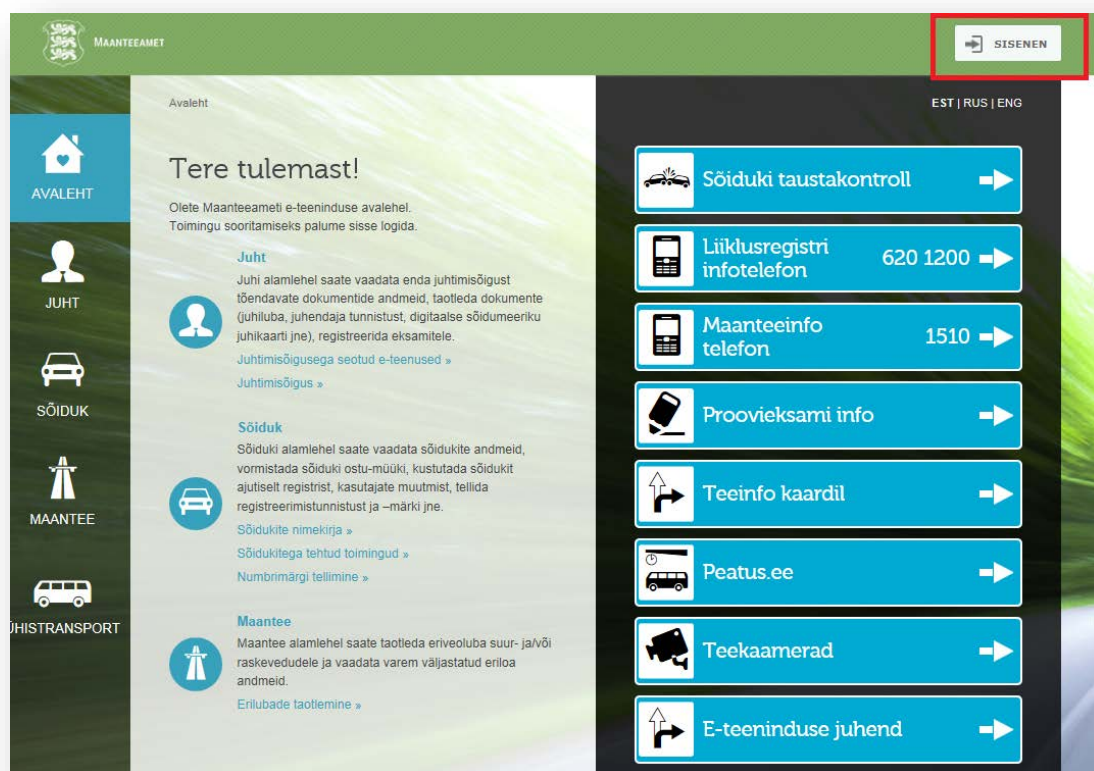 MAANTEEAMET
SISENEN
Avaleht
EST | RUS | ENG
AVALEHT
JUHT
SÕIDUK
MAANTEE
ÜHISTRANSPORT
Tere tulemast!
Olete Maanteeameti e-teeninduse avalehel.
Toimingu sooritamiseks palume sisse logida.
Juht
Juhi alamlehel saate vaadata enda juhtimisõigust
tõendavate dokumentide andmeid, taotleda dokumente
(juhiluba, juhendaja tunnistust, digitaalse sõidumeeriku
juhikaarti jne), registreerida eksamitele.
Juhtimisõigusega seotud e-teenused »
Juhtimisõigus »
Sõiduk
Sõiduki alamlehel saate vaadata sõidukite andmeid,
vormistada sõiduki ostu-müüki, kustutada sõidukit
ajutiselt registrist, kasutajate muutmist, tellida
registreerimistunnistust ja –märki jne.
Sõidukite nimekirja »
Sõidukitega tehtud toimingud »
Numbrimärgi tellimine »
Maantee
Maantee alamlehel saate taotleda eriveoluba suur- ja/või
raskevedudele ja vaadata varem väljastatud eriloa
andmeid.
Erilubade taotlemine »
Sõiduki taustakontroll
Liiklusregistri
infotelefon 620 1200
Maanteeinfo
telefon 1510
Proovieksami info
Teeinfo kaardil
Peatus.ee
Teekaamerad
E-teeninduse juhend